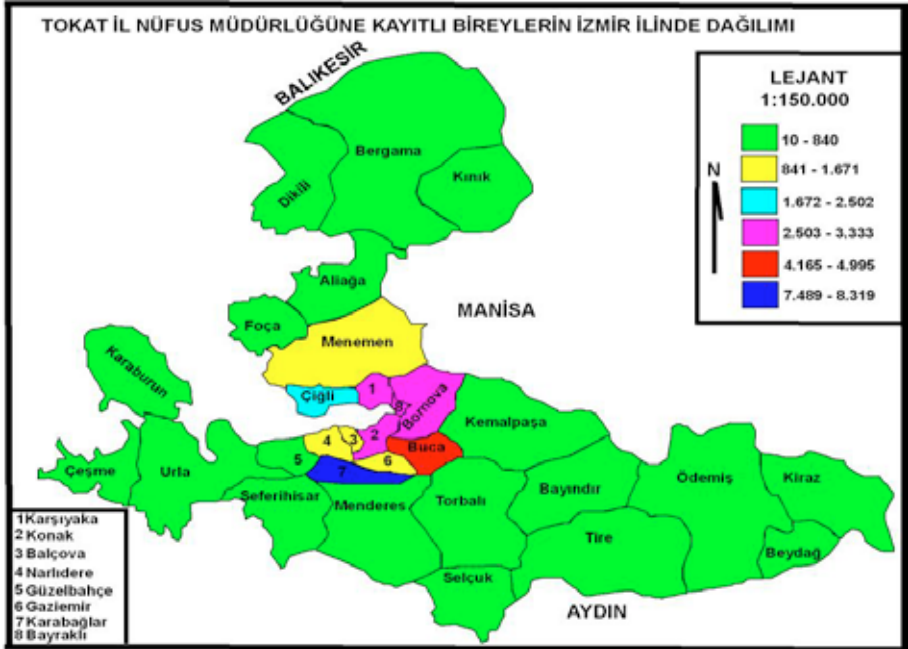 TOKAT İL NÜFUS MÜDÜRLÜĞÜNE KAYITLI BİREYLERİN İZMİR İLİNDE DAĞILIMI
BALIKESİR
LEJANT
1:150.000
10 - 840
841 - 1.671
1.672 - 2.502
2.503 - 3.333
4.165 - 4.995
7.489 - 8.319
N
Bergama
Dikili
Kınık
Aliağa
Foça
MANİSA
Menemen
Karaburun
Çiğli
1
8
Bornova
Kemalpaşa
2
3
4
Buca
5
6
7
Çeşme
Urla
Seferihisar
Menderes
Torbalı
Bayındır
Ödemiş
Kiraz
Tire
Beydağ
Selçuk
AYDIN
1 Karşıyaka
2 Konak
3 Balçova
4 Narlıdere
5 Güzelbahçe
6 Gaziemir
7 Karabağlar
8 Bayraklı